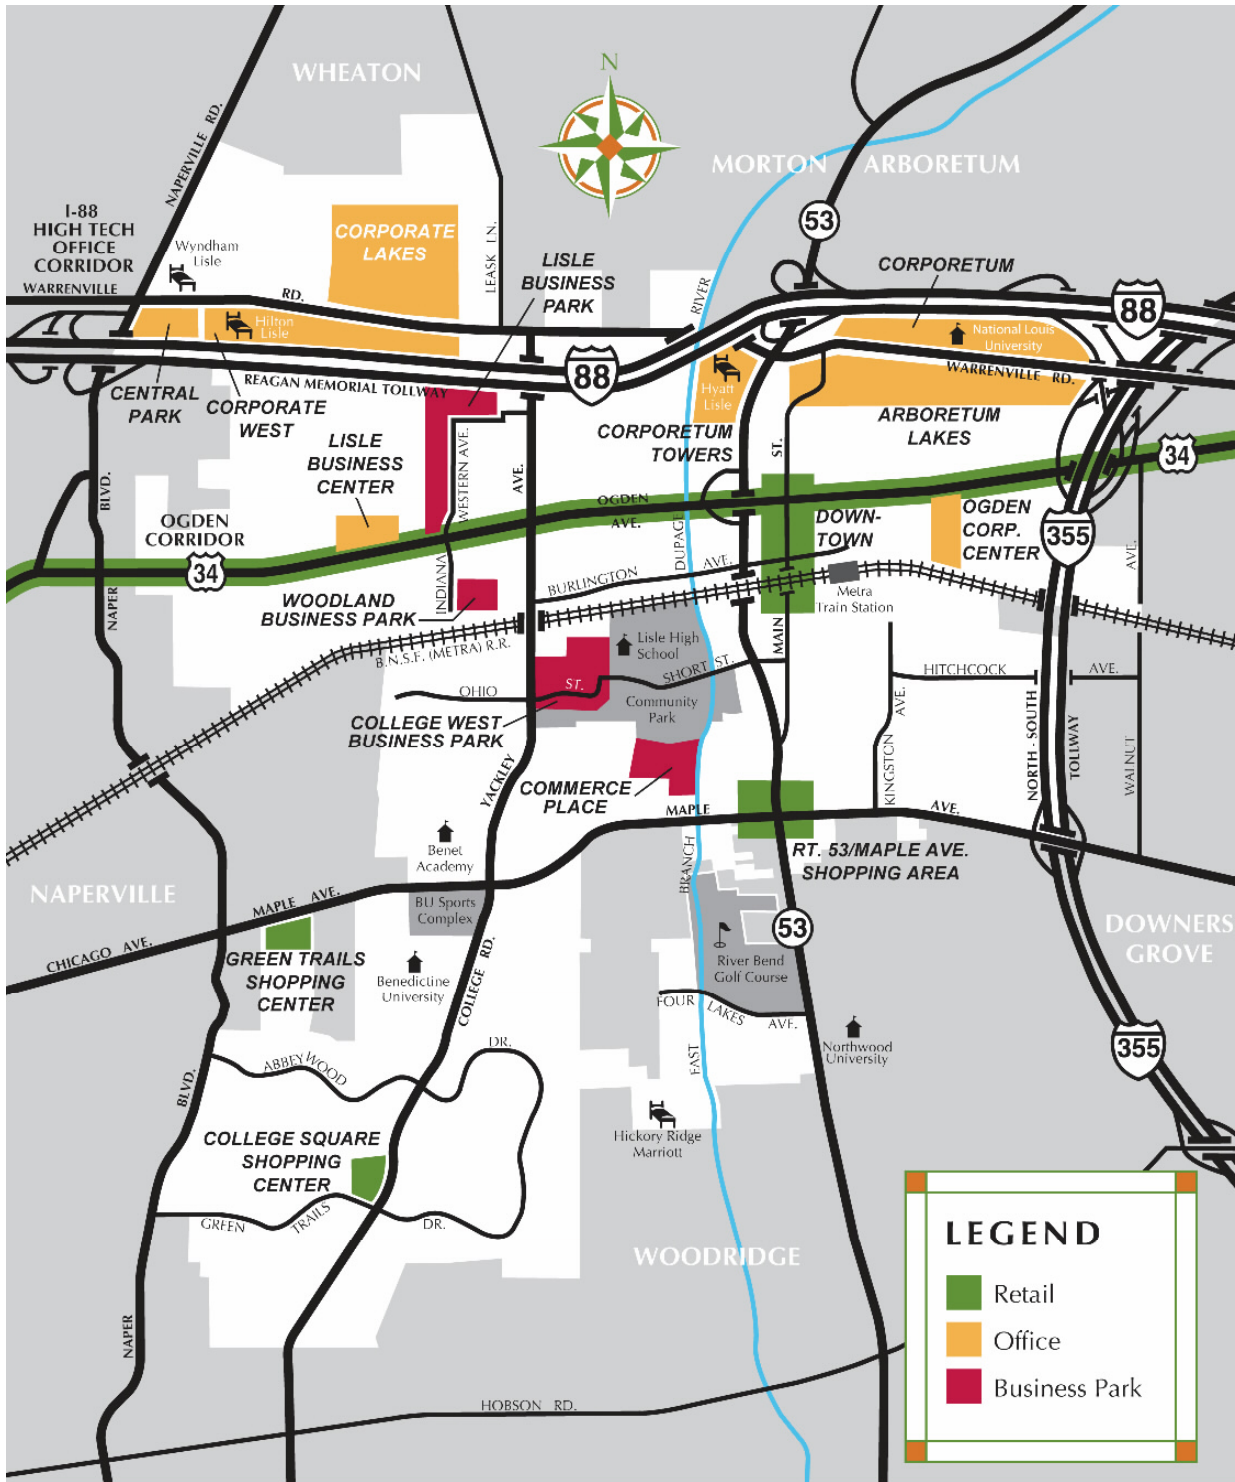 N
WHEATON
MORTON ARBORETUM
NAPERVILLE RD.
LEASK LN.
53
I-88
HIGH TECH
OFFICE
CORRIDOR
Wyndham
Lisle
CORPORATE
LAKES
LISLE
BUSINESS
PARK
CORPORETUM
WARRENVILLE
RD.
RIVER
88
Hilton
Lisle
National Louis
University
88
REAGAN MEMORIAL TOLLWAY
WARRENVILLE RD.
CENTRAL
PARK
CORPORATE
WEST
Hyatt
Lisle
ARBORETUM
LAKES
CORPORETUM
TOWERS
LISLE
BUSINESS
CENTER
WESTERN AVE.
AVE.
ST.
34
BLVD.
OGDEN
AVE.
OGDEN
CORRIDOR
34
DOWN-
TOWN
OGDEN
CORP.
CENTER
355
AVE.
DUPAGE
INDIANA
BURLINGTON AVE.
NAPER
WOODLAND
BUSINESS PARK
Metra
Train Station
B.N.S.F. (METRA) R.R.
Lisle High
School
MAIN
OHIO
ST.
SHORT ST.
HITCHCOCK
AVE.
Community
Park
AVE.
COLLEGE WEST
BUSINESS PARK
YACKLEY
COMMERCE
PLACE
KINGSTON
NORTH - SOUTH
TOLLWAY
WALNUT
MAPLE
AVE.
Benet
Academy
RT. 53/MAPLE AVE.
SHOPPING AREA
BRANCH
NAPERVILLE
MAPLE AVE.
BU Sports
Complex
53
DOWNERS
GROVE
CHICAGO AVE.
GREEN TRAILS
SHOPPING
CENTER
River Bend
Golf Course
Benedictine
University
COLLEGE RD.
FOUR LAKES AVE.
Northwood
University
355
EAST
ABBEYWOOD
DR.
BLVD.
Hickory Ridge
Marriott
COLLEGE SQUARE
SHOPPING
CENTER
GREEN TRAILS DR.
WOODRIDGE
NAPER
HOBSON RD.
LEGEND
Retail
Office
Business Park